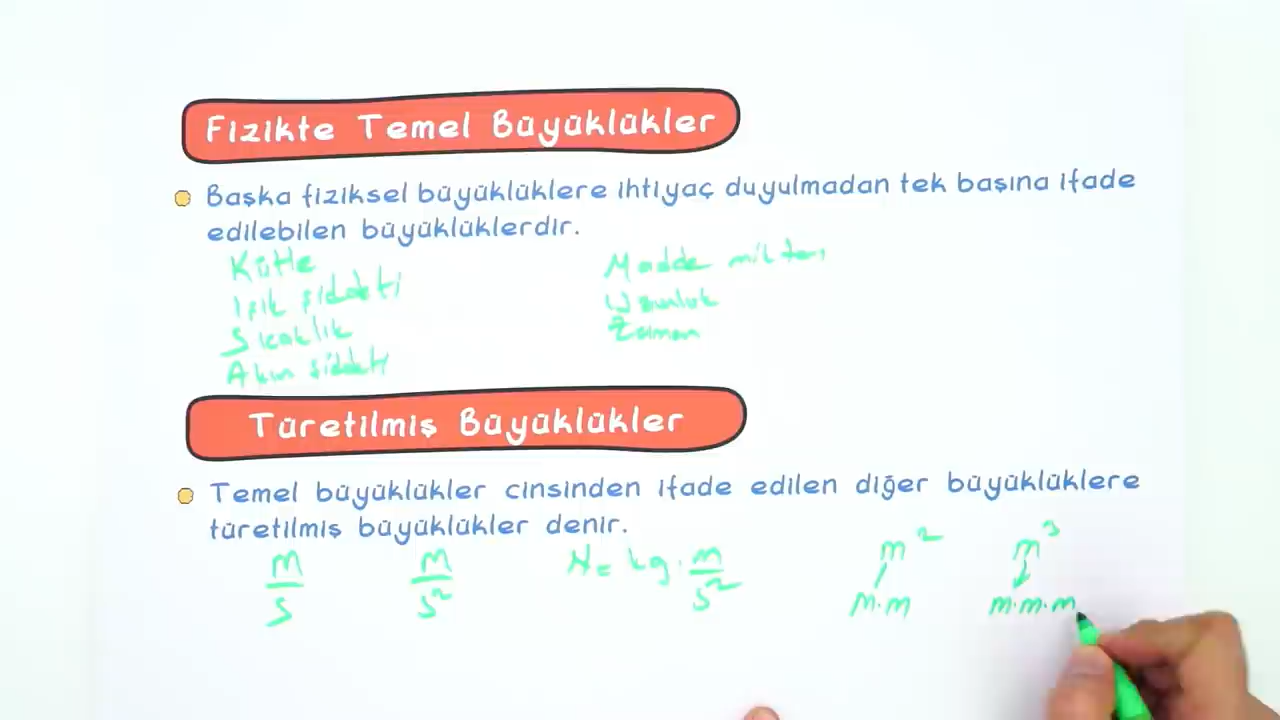 Fizikte Temel Büyüklükler
Başka fiziksel büyüklüklere ihtiyaç duyulmadan tek başına ifade
edilebilen büyüklüklerdir.
Kütle
Işık şiddeti
Sıcaklık
Akım şiddeti
Madde miktarı
Uzunluk
Zaman
Türetilmiş Büyüklükler
Temel büyüklükler cinsinden ifade edilen diğer büyüklüklere
türetilmiş büyüklükler denir.
m/s m/s² N = kg · m/s² m² m³
m·m m·m·m